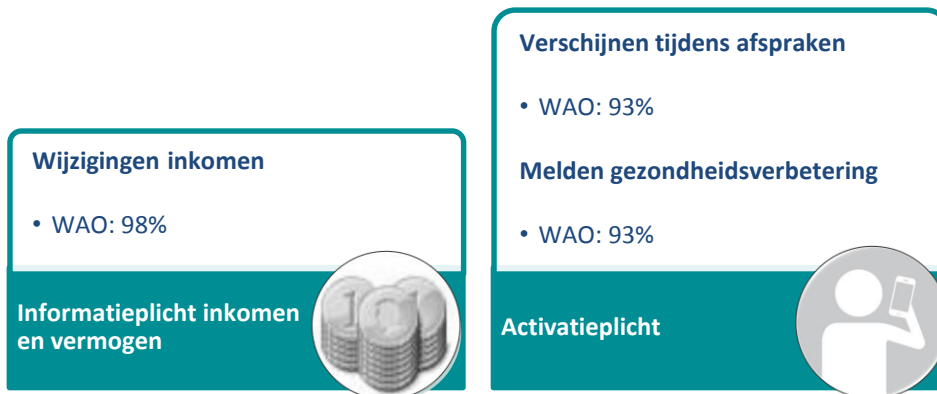 Wijzigingen inkomen
• WAO: 98%
Informatieplicht inkomen
en vermogen
Verschijnen tijdens afspraken
• WAO: 93%
Melden gezondheidsverbetering
• WAO: 93%
Activatieplicht